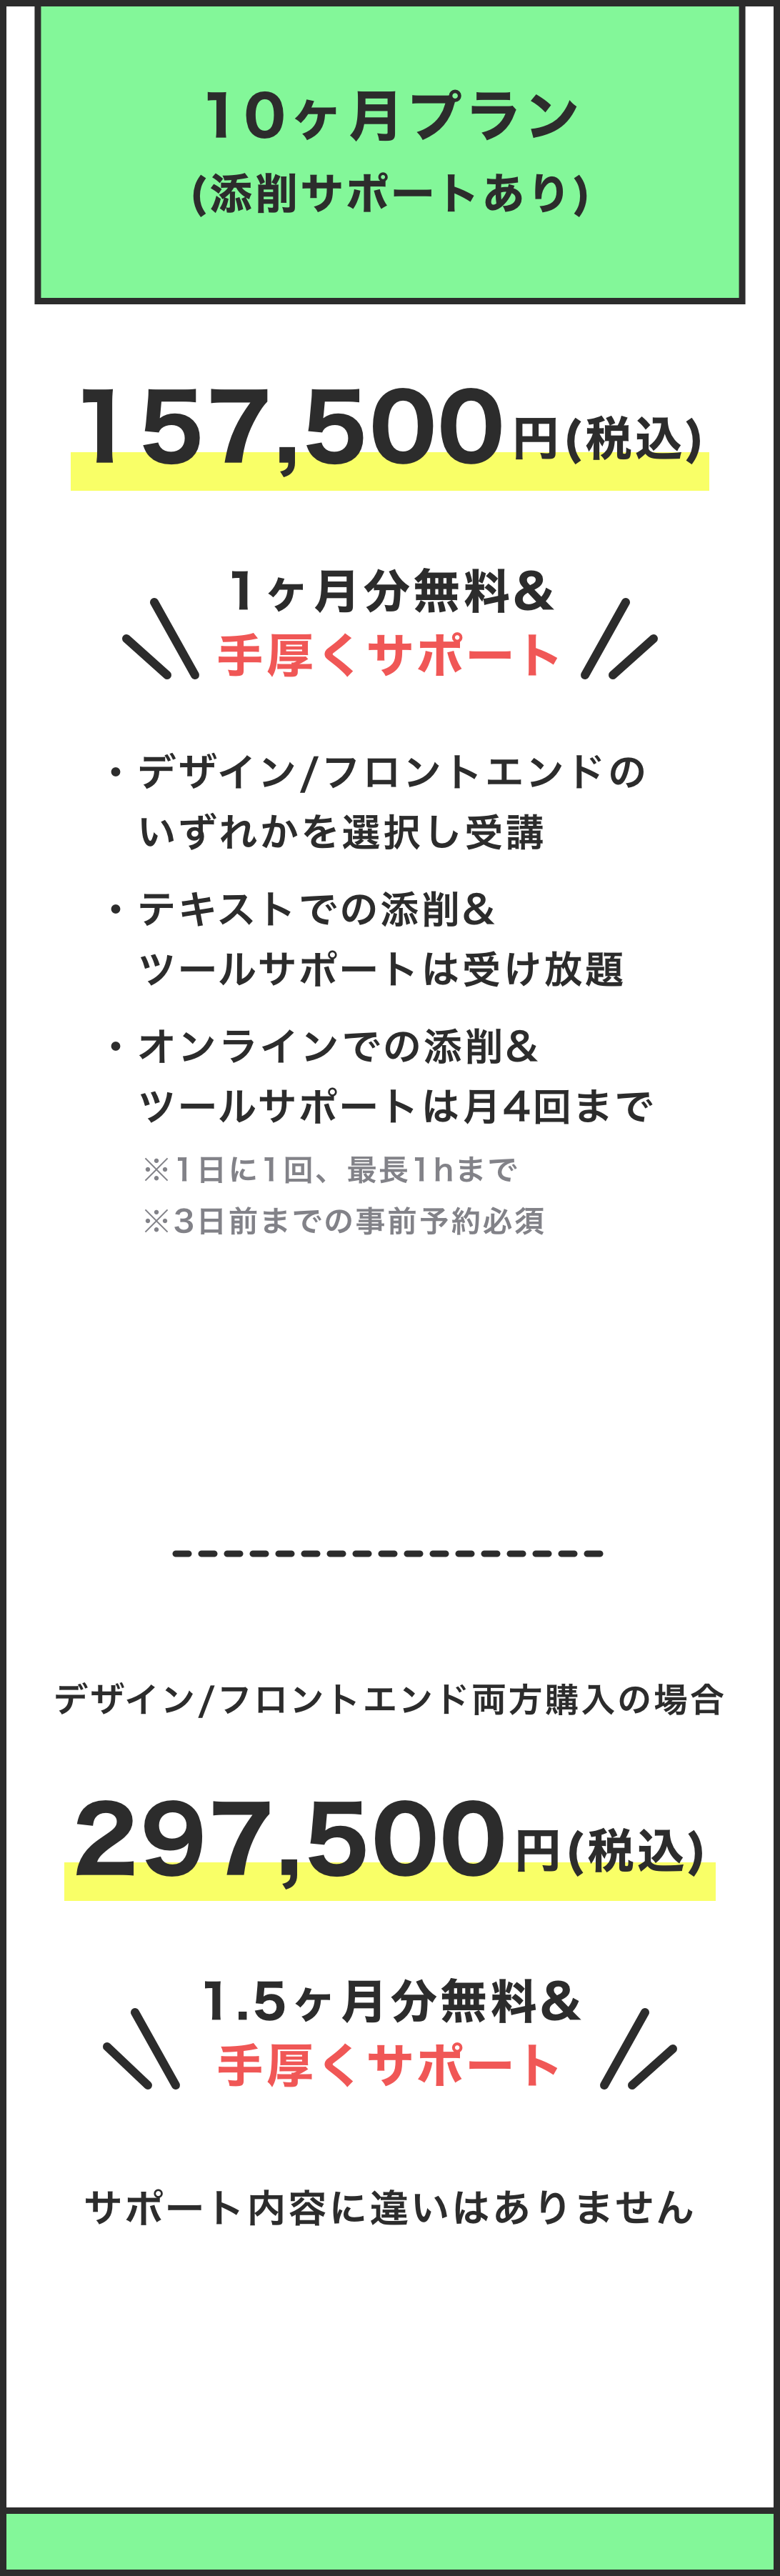 10ヶ月プラン
(添削サポートあり)
157,500円(税込)
1ヶ月分無料&
手厚くサポート
・デザイン/フロントエンドの
いずれかを選択し受講
・テキストでの添削&
ツールサポートは受け放題
・オンラインでの添削&
ツールサポートは月4回まで
※1日に1回、最長1hまで
※3日前までの事前予約必須
デザイン/フロントエンド両方購入の場合
297,500円(税込)
1.5ヶ月分無料&
手厚くサポート
サポート内容に違いはありません